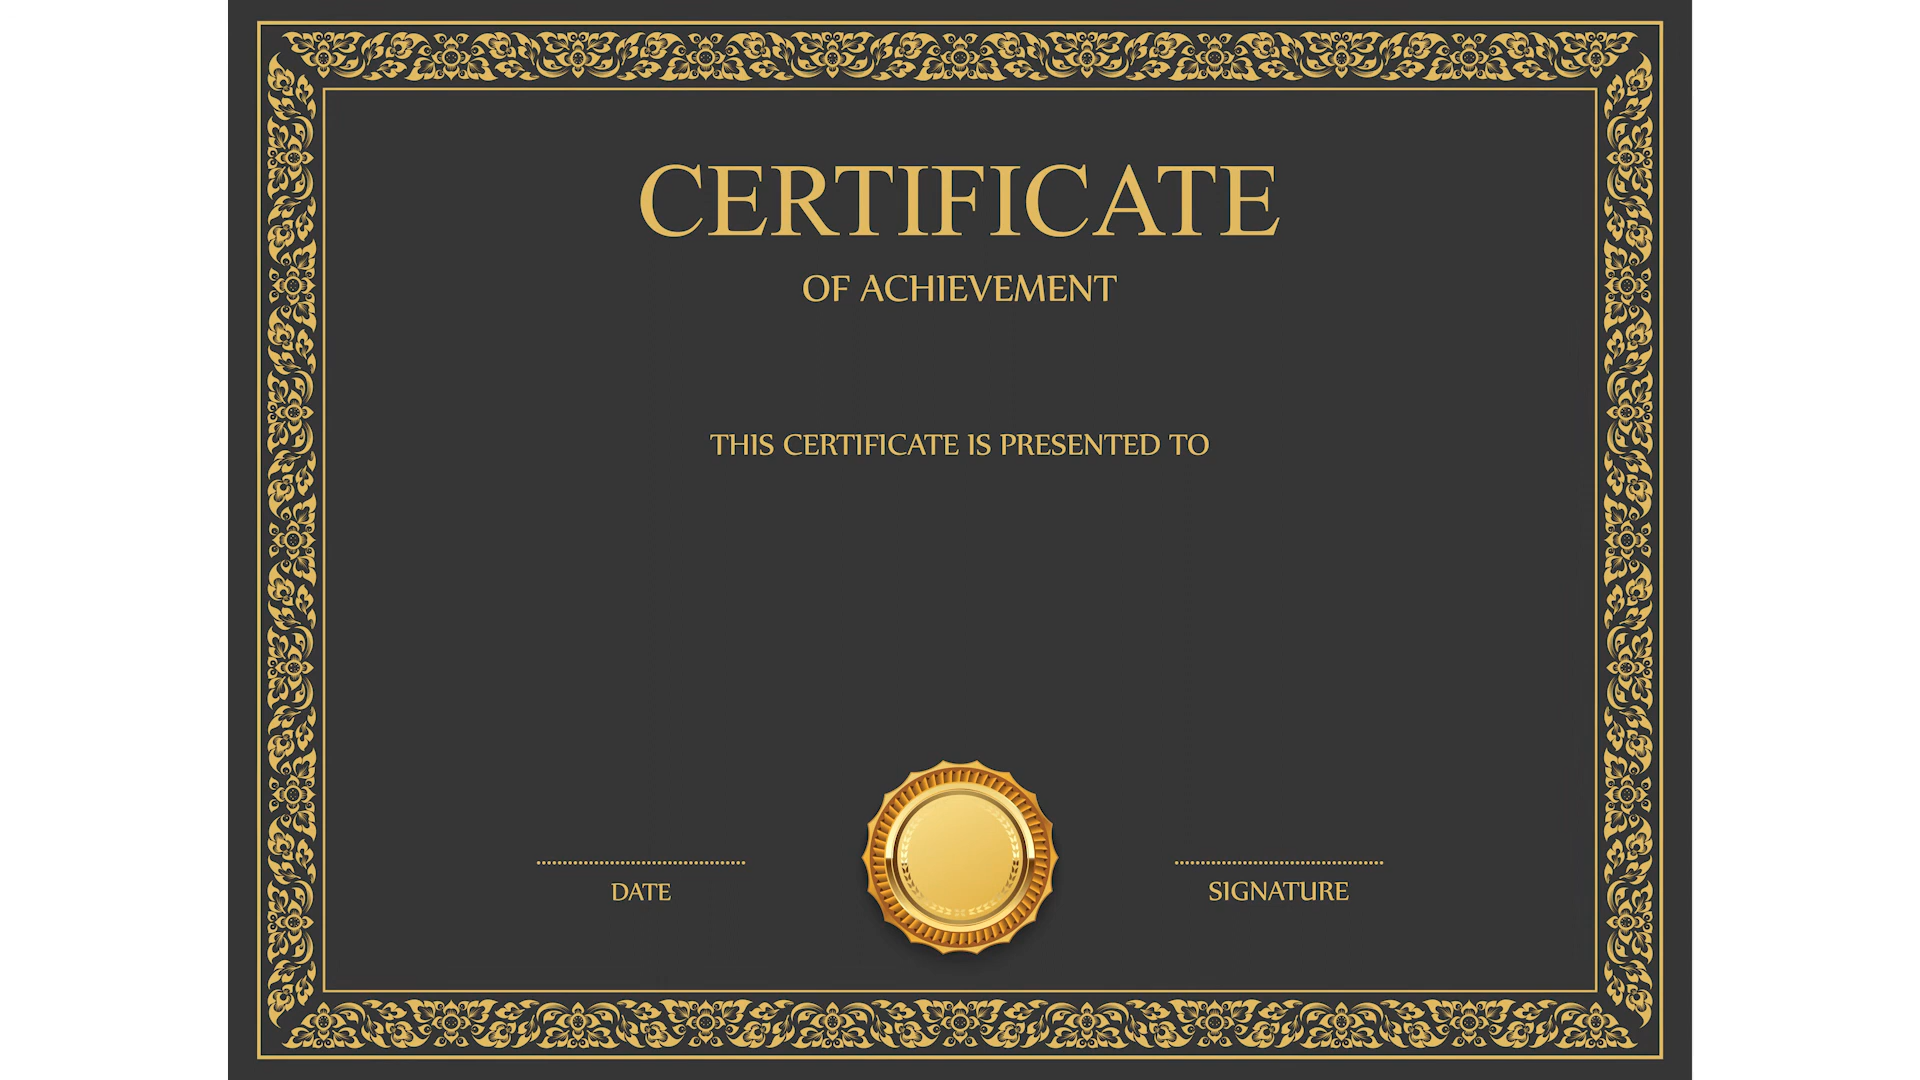 CERTIFICATE
OF ACHIEVEMENT
THIS CERTIFICATE IS PRESENTED TO
DATE
SIGNATURE